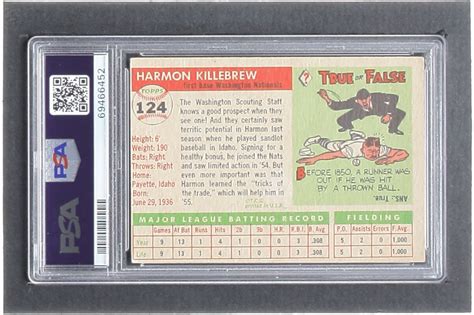 69466452
PSA
PSA
HARMON KILLEBREW
first base Washington Nationals
TOPPS
124
Height: 6'
Weight: 190
Bats: Right
Throws: Right
Home:
Payette, Idaho
Born:
June 29, 1936
The Washington Scouting Staff
knows a good prospect when they
see one! And they certainly saw
terrific potential in Harmon
last year when he played sandlot
baseball in Idaho. Signing for a
healthy bonus, he joined the Nats
and saw limited action in '54. But
even more important was
that Harmon learned the "tricks of
the trade," which will help him in
'55.
?
TRUE OR FALSE
BEFORE 1850, A RUNNER WAS
OUT IF HE WAS HIT BY
A THROWN BALL.
ANS. True.
MAJOR LEAGUE BATTING RECORD
FIELDING
Games At Bat Runs Hits 2b 3b H.R. R.B.I. B.Avg. P.O. Assists Errors F.Avg.
Year 9 13 1 4 1 0 0 3 .308 5 2 0 1.000
Life 9 13 1 4 1 0 0 3 .308 5 2 0 1.000